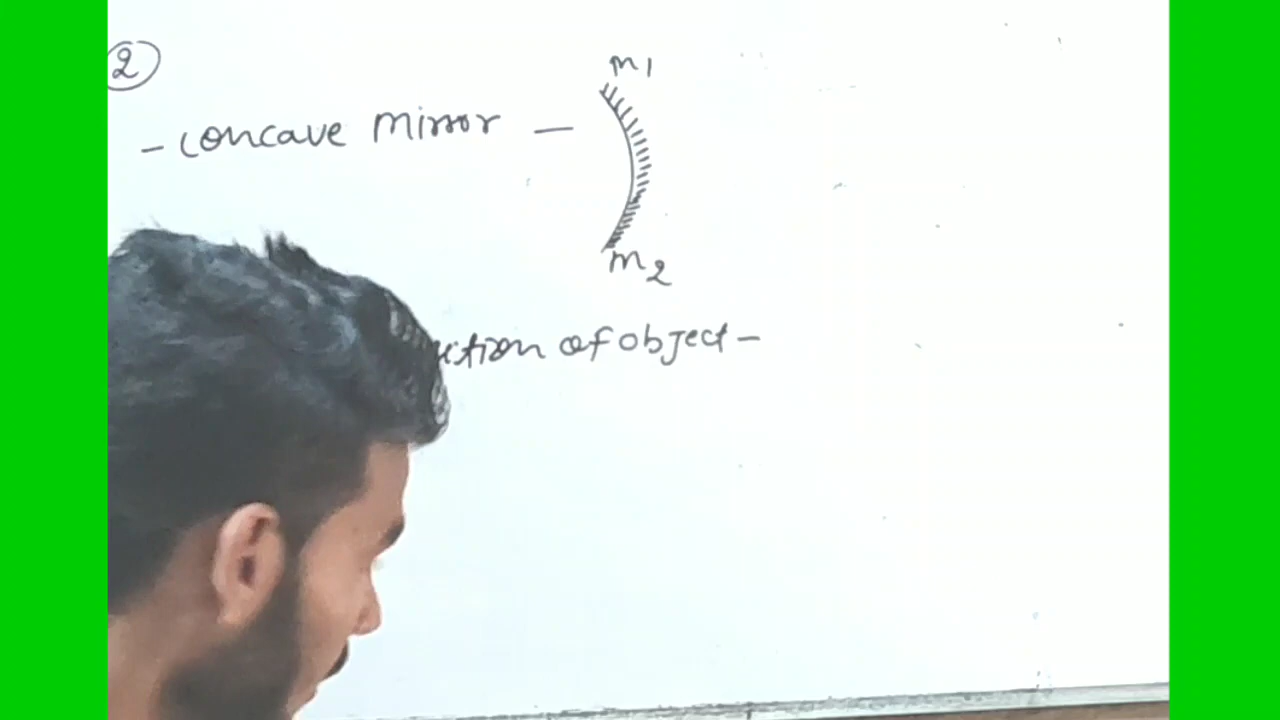 ②
m1
- concave mirror -
m2
of object -